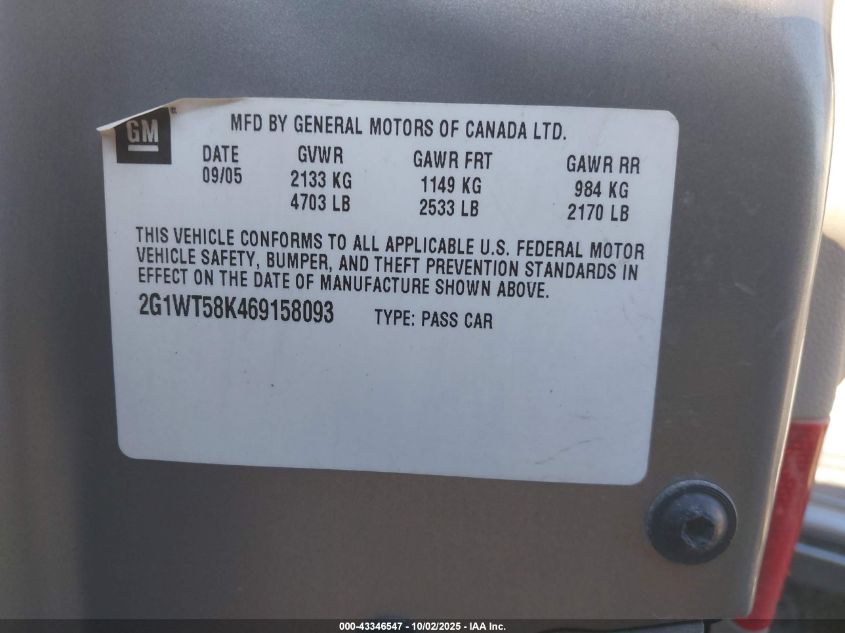 GM
MFD BY GENERAL MOTORS OF CANADA LTD.
DATE GVWR GAWR FRT GAWR RR
09/05 2133 KG 1149 KG 984 KG
4703 LB 2533 LB 2170 LB
THIS VEHICLE CONFORMS TO ALL APPLICABLE U.S. FEDERAL MOTOR
VEHICLE SAFETY, BUMPER, AND THEFT PREVENTION STANDARDS IN
EFFECT ON THE DATE OF MANUFACTURE SHOWN ABOVE.
2G1WT58K469158093 TYPE: PASS CAR
000-43346547 - 10/02/2025 - IAA Inc.